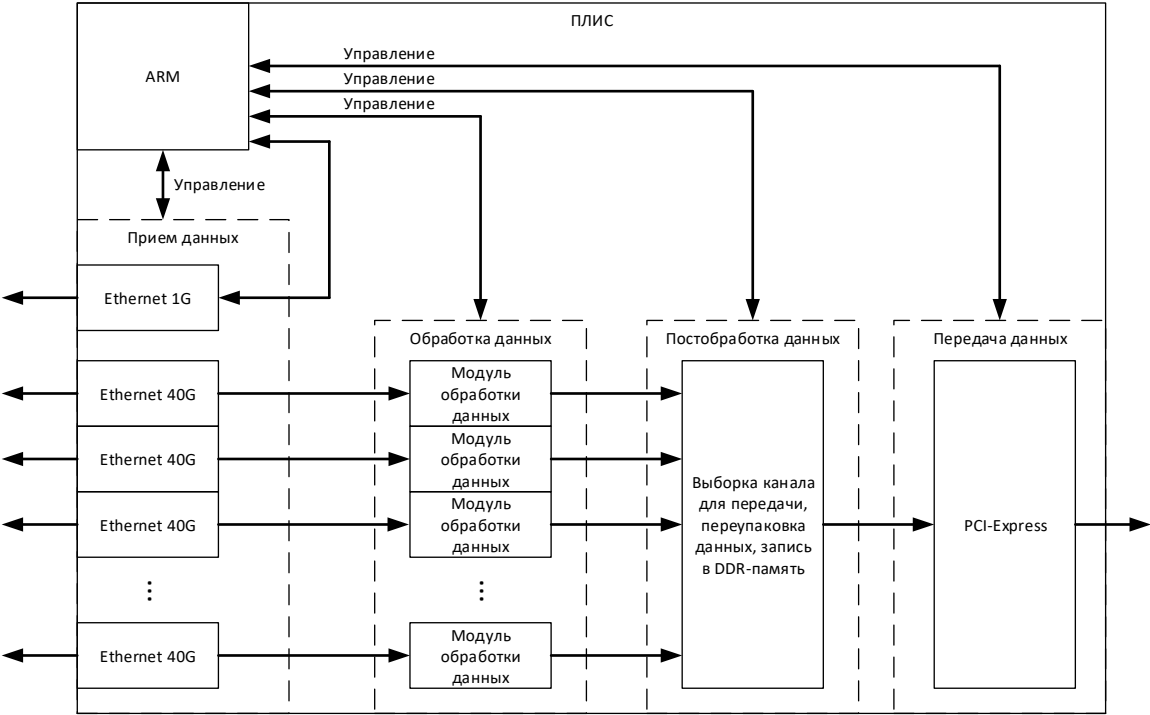 ПЛИС
ARM
Управление
Управление
Управление
Управление
Прием данных
Ethernet 1G
Обработка данных
Постобработка данных
Передача данных
Ethernet 40G
Модуль
обработки
данных
Ethernet 40G
Модуль
обработки
данных
Ethernet 40G
Модуль
обработки
данных
Выборка канала
для передачи,
переупаковка
данных, запись
в DDR-память
PCI-Express
Ethernet 40G
Модуль
обработки
данных